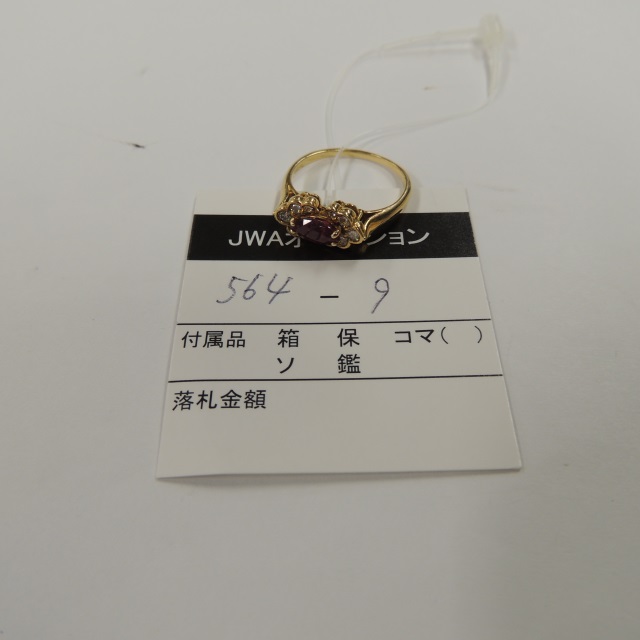 JWAオ ション
564 - 9
付属品 箱 保 コマ( )
ソ 鑑
落札金額